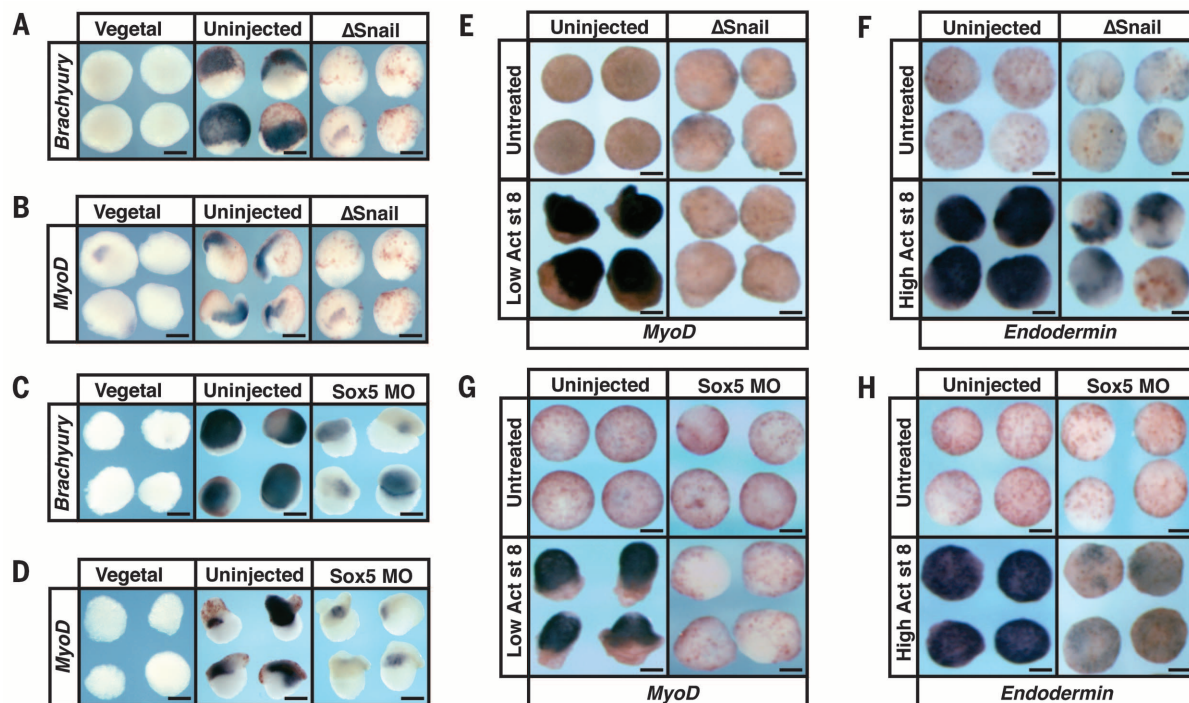 A
Vegetal Uninjected ΔSnail
Brachyury
B
Vegetal Uninjected ΔSnail
MyoD
C
Vegetal Uninjected Sox5 MO
Brachyury
D
Vegetal Uninjected Sox5 MO
MyoD
E
Uninjected ΔSnail
Untreated
Low Act st 8
MyoD
F
Uninjected ΔSnail
Untreated
High Act st 8
Endodermin
G
Uninjected Sox5 MO
Untreated
Low Act st 8
MyoD
H
Uninjected Sox5 MO
Untreated
High Act st 8
Endodermin